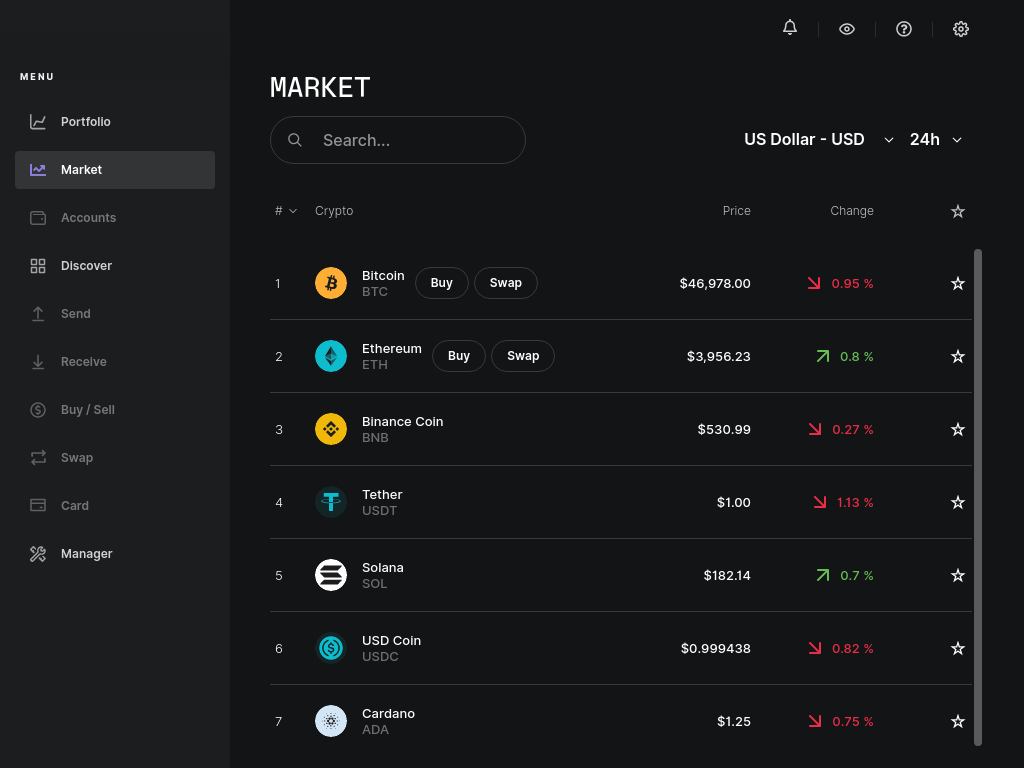 MENU
Portfolio
Market
Accounts
Discover
Send
Receive
Buy / Sell
Swap
Card
Manager
MARKET
Search...
US Dollar - USD
24h
# Crypto Price Change
1 Bitcoin BTC Buy Swap $46,978.00 0.95 %
2 Ethereum ETH Buy Swap $3,956.23 0.8 %
3 Binance Coin BNB $530.99 0.27 %
4 Tether USDT $1.00 1.13 %
5 Solana SOL $182.14 0.7 %
6 USD Coin USDC $0.999438 0.82 %
7 Cardano ADA $1.25 0.75 %